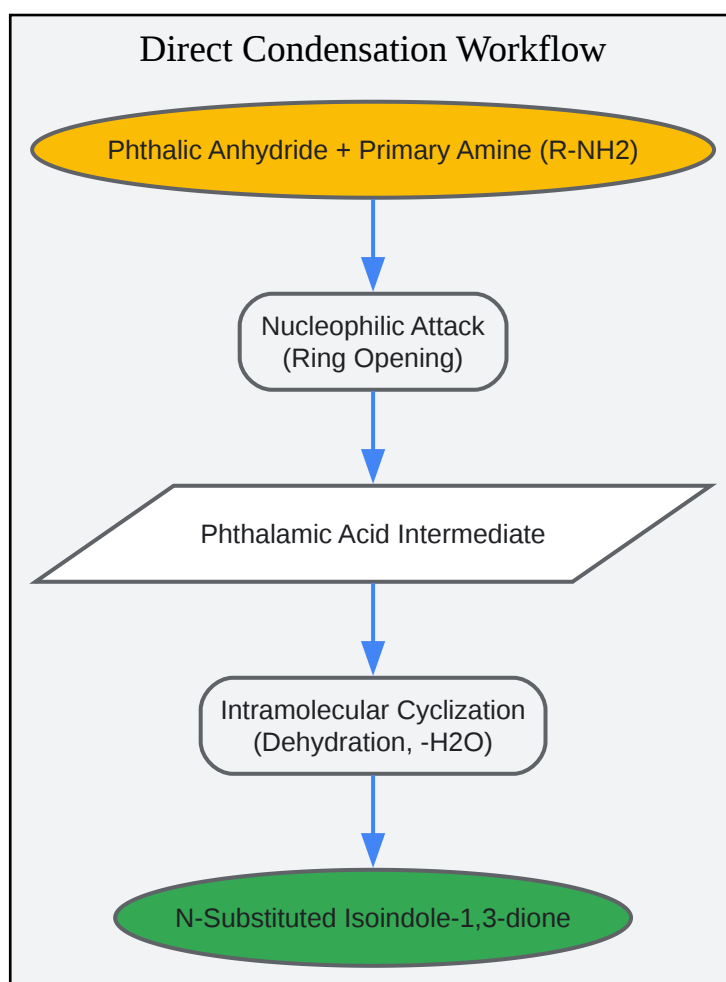 Direct Condensation Workflow
Phthalic Anhydride + Primary Amine (R-NH2)
Nucleophilic Attack
(Ring Opening)
Phthalamic Acid Intermediate
Intramolecular Cyclization
(Dehydration, -H2O)
N-Substituted Isoindole-1,3-dione